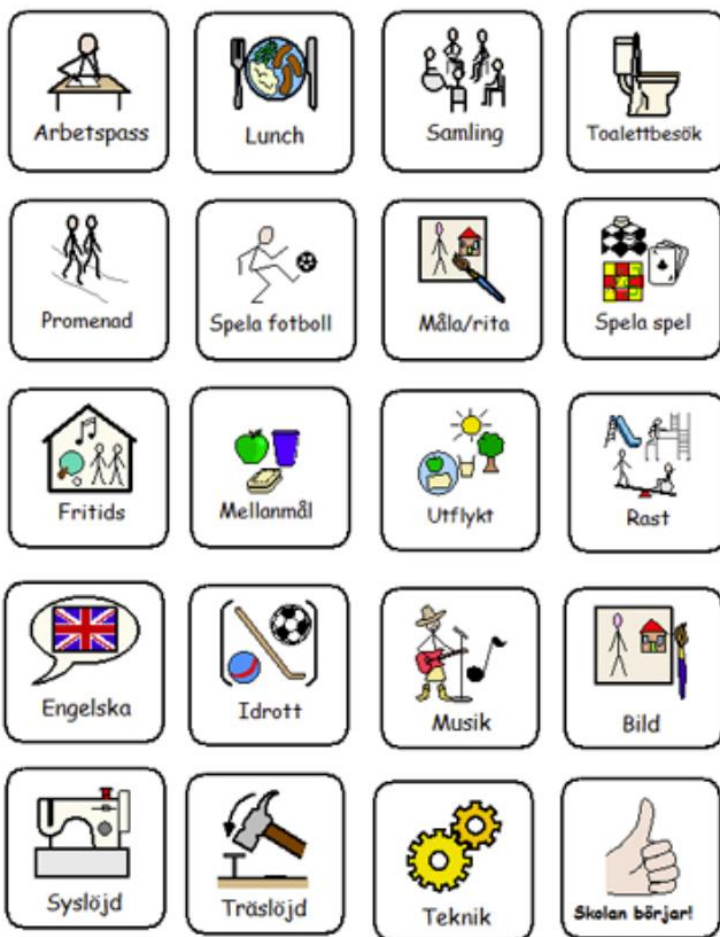 Arbetspass
Lunch
Samling
Toalettbesök
Promenad
Spela fotboll
Måla/rita
Spela spel
Fritids
Mellanmål
Utflykt
Rast
Engelska
Idrott
Musik
Bild
Syslöjd
Träslöjd
Teknik
Skolan börjar!